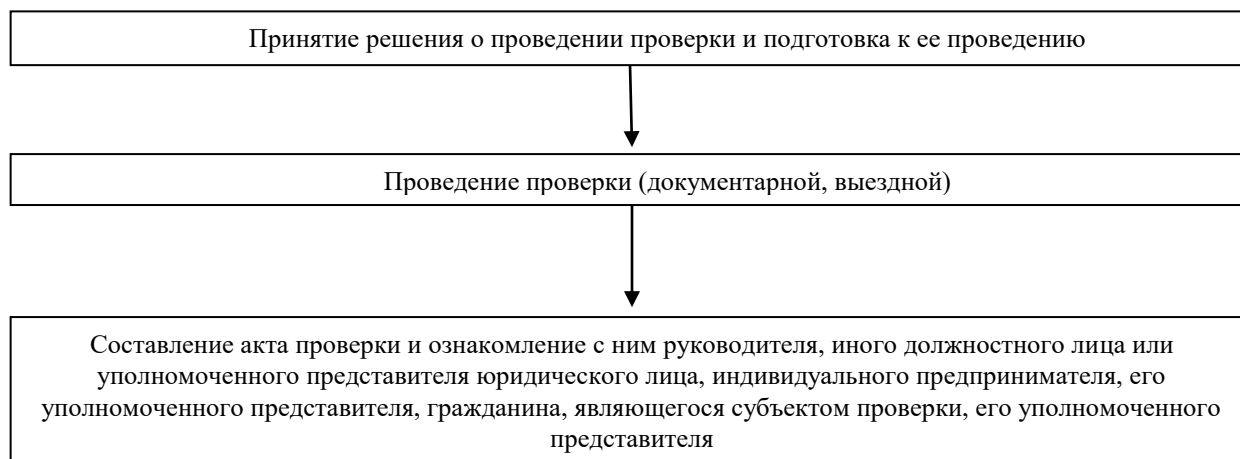 Принятие решения о проведении проверки и подготовка к ее проведению
Проведение проверки (документарной, выездной)
Составление акта проверки и ознакомление с ним руководителя, иного должностного лица или
уполномоченного представителя юридического лица, индивидуального предпринимателя, его
уполномоченного представителя, гражданина, являющегося субъектом проверки, его уполномоченного
представителя